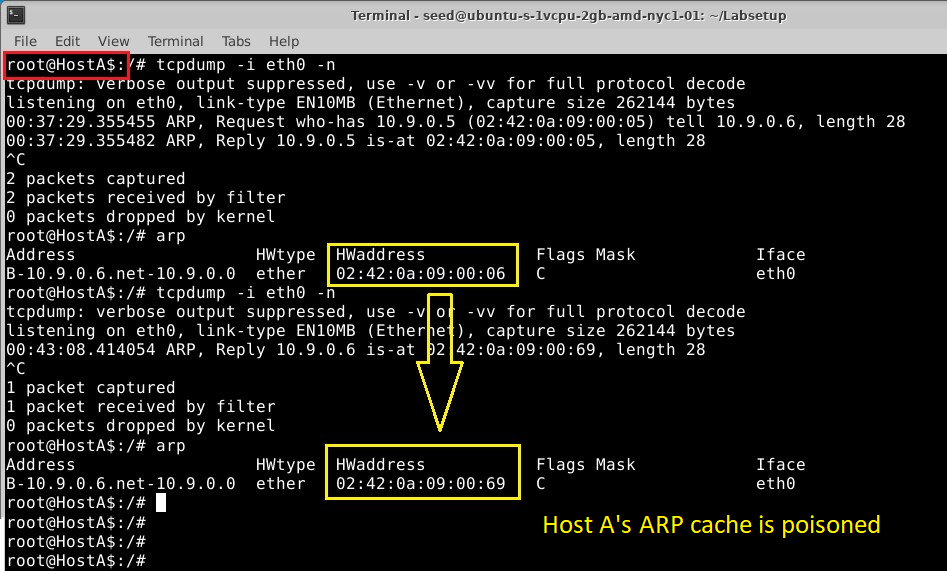 Terminal - seed@ubuntu-s-1vcpu-2gb-amd-nyc1-01: ~/Labsetup
File Edit View Terminal Tabs Help
root@HostA$:/# tcpdump -i eth0 -n
tcpdump: verbose output suppressed, use -v or -vv for full protocol decode
listening on eth0, link-type EN10MB (Ethernet), capture size 262144 bytes
00:37:29.355455 ARP, Request who-has 10.9.0.5 (02:42:0a:09:00:05) tell 10.9.0.6, length 28
00:37:29.355482 ARP, Reply 10.9.0.5 is-at 02:42:0a:09:00:05, length 28
^C
2 packets captured
2 packets received by filter
0 packets dropped by kernel
root@HostA$:/# arp
Address HWtype HWaddress Flags Mask Iface
B-10.9.0.6.net-10.9.0.0 ether 02:42:0a:09:00:06 C eth0
root@HostA$:/# tcpdump -i eth0 -n
tcpdump: verbose output suppressed, use -v or -vv for full protocol decode
listening on eth0, link-type EN10MB (Ethernet), capture size 262144 bytes
00:43:08.414054 ARP, Reply 10.9.0.6 is-at 02:42:0a:09:00:69, length 28
^C
1 packet captured
1 packet received by filter
0 packets dropped by kernel
root@HostA$:/# arp
Address HWtype HWaddress Flags Mask Iface
B-10.9.0.6.net-10.9.0.0 ether 02:42:0a:09:00:69 C eth0
root@HostA$:/#
root@HostA$:/#
Host A's ARP cache is poisoned
root@HostA$:/#
root@HostA$:/#